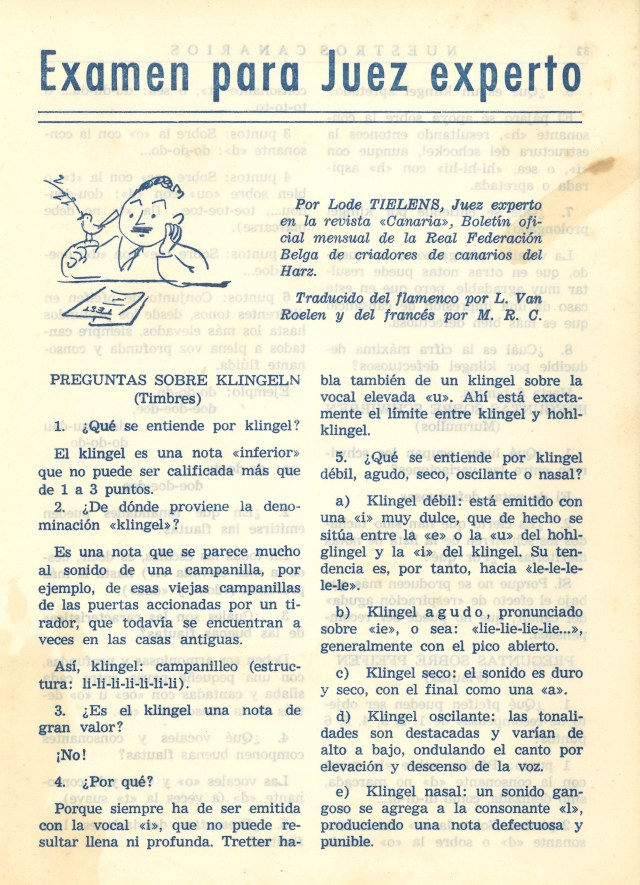 Examen para Juez experto
Por Lode TIELENS, Juez experto
en la revista «Canaria», Boletín ofi-
cial mensual de la Real Federación
Belga de criadores de canarios del
Harz.
Traducido del flamenco por L. Van
Roelen y del francés por M. R. C.
TEST
PREGUNTAS SOBRE KLINGELN
(Timbres)
1. ¿Qué se entiende por klingel?
El klingel es una nota «inferior»
que no puede ser calificada más que
de 1 a 3 puntos.
2. ¿De dónde proviene la deno-
minación «klingel»?
Es una nota que se parece mucho
al sonido de una campanilla, por
ejemplo, de esas viejas campanillas
de las puertas accionadas por un ti-
rador, que todavía se encuentran a
veces en las casas antiguas.
Así, klingel: campanilleo (estruc-
tura: li-li-li-li-li-li-li).
3. ¿Es el klingel una nota de
gran valor?
¡No!
4. ¿Por qué?
Porque siempre ha de ser emitida
con la vocal «i», que no puede re-
sultar llena ni profunda. Tretter ha-
bla también de un klingel sobre la
vocal elevada «u». Ahí está exacta-
mente el límite entre klingel y hohl-
klingel.
5. ¿Qué se entiende por klingel
débil, agudo, seco, oscilante o nasal?
a) Klingel débil: está emitido con
una «i» muy dulce, que de hecho se
sitúa entre la «e» o la «u» del hohl-
glingel y la «i» del klingel. Su ten-
dencia es, por tanto, hacia «le-le-le-
le-le».
b) Klingel agudo, pronunciado
sobre «ie», o sea: «lie-lie-lie-lie...»,
generalmente con el pico abierto.
c) Klingel seco: el sonido es duro
y seco, con el final como una «a».
d) Klingel oscilante: las tonali-
dades son destacadas y varían de
alto a bajo, ondulando el canto por
elevación y descenso de la voz.
e) Klingel nasal: un sonido gan-
goso se agrega a la consonante «l»,
produciendo una nota defectuosa y
punible.